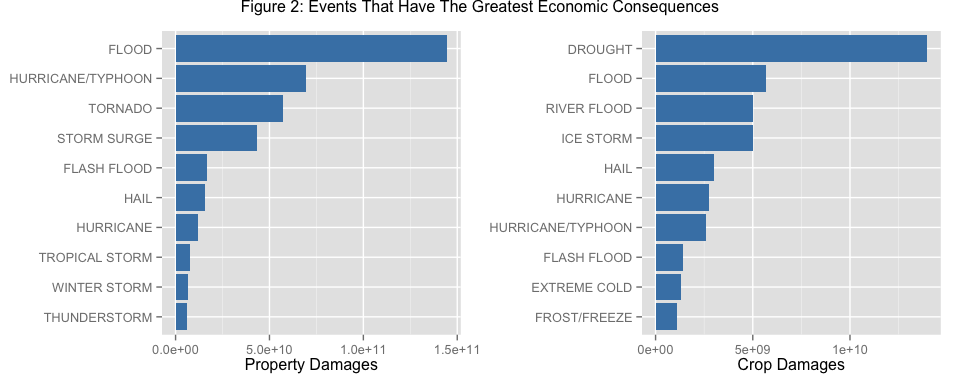 Figure 2: Events That Have The Greatest Economic Consequences
FLOOD
HURRICANE/TYPHOON
TORNADO
STORM SURGE
FLASH FLOOD
HAIL
HURRICANE
TROPICAL STORM
WINTER STORM
THUNDERSTORM
0.0e+00 5.0e+10 1.0e+11 1.5e+11
Property Damages
DROUGHT
FLOOD
RIVER FLOOD
ICE STORM
HAIL
HURRICANE
HURRICANE/TYPHOON
FLASH FLOOD
EXTREME COLD
FROST/FREEZE
0e+00 5e+09 1e+10
Crop Damages